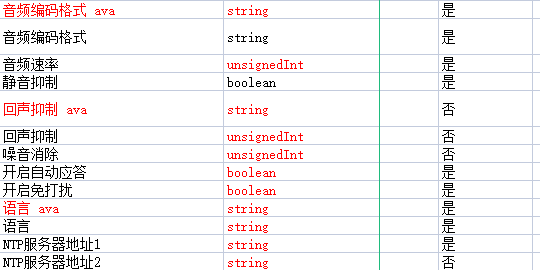 音频编码格式 ava string 是
音频编码格式 string 是
音频速率 unsignedInt 是
静音抑制 boolean 是
回声抑制 ava string 否
回声抑制 unsignedInt 否
噪音消除 unsignedInt 否
开启自动应答 boolean 是
开启免打扰 boolean 是
语言 ava string 是
语言 string 是
NTP服务器地址1 string 是
NTP服务器地址2 string 否